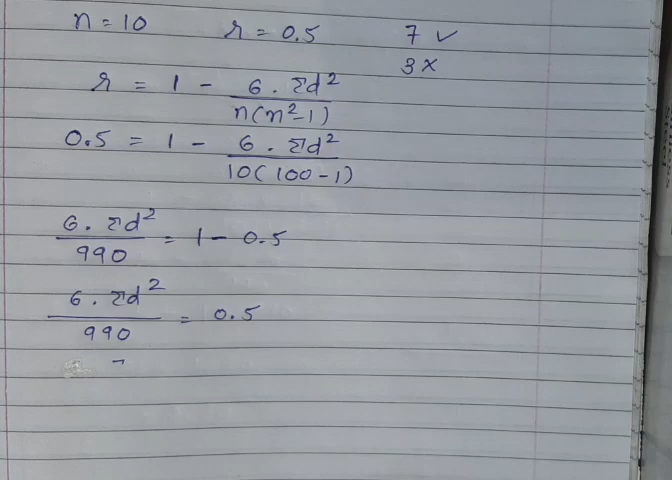 n = 10 r = 0.5 7 ✓
3 ×
r = 1 - 6 . Σd² / n(n²-1)
0.5 = 1 - 6 . Σd² / 10(100-1)
6 . Σd² / 990 = 1 - 0.5
6 . Σd² / 990 = 0.5